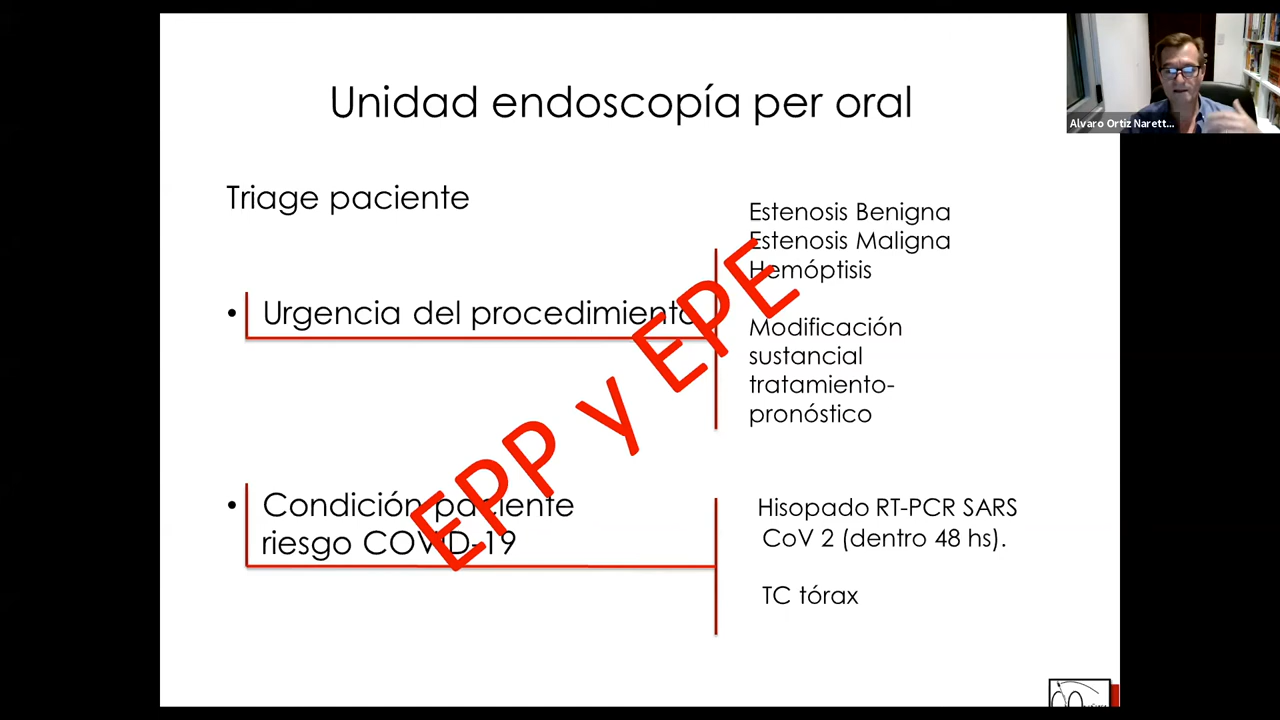 Unidad endoscopía per oral
Triage paciente
• Urgencia del procedimiento
Estenosis Benigna
Estenosis Maligna
Hemóptisis
Modificación
sustancial
tratamiento-
pronóstico
• Condición paciente
riesgo COVID-19
Hisopado RT-PCR SARS
CoV 2 (dentro 48 hs).
TC tórax
EPP y EPE
Alvaro Ortiz Narett...